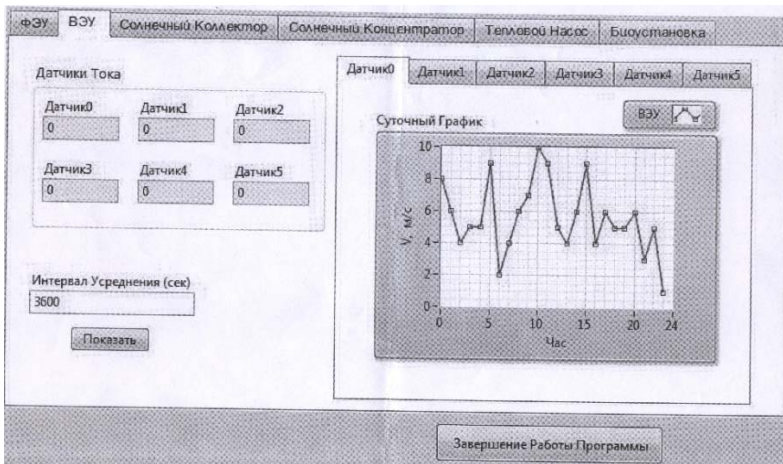 ФЭУ ВЭУ Солнечный Коллектор Солнечный Концентратор Тепловой Насос Биоустановка
Датчики Тока
Датчик0 Датчик1 Датчик2
0 0 0
Датчик3 Датчик4 Датчик5
0 0 0
Интервал Усреднения (сек)
3600
Показать
Датчик0 Датчик1 Датчик2 Датчик3 Датчик4 Датчик5
Суточный График
ВЭУ
V, м/с
10
8
6
4
2
0
0 5 10 15 20 24
Час
Завершение Работы Программы